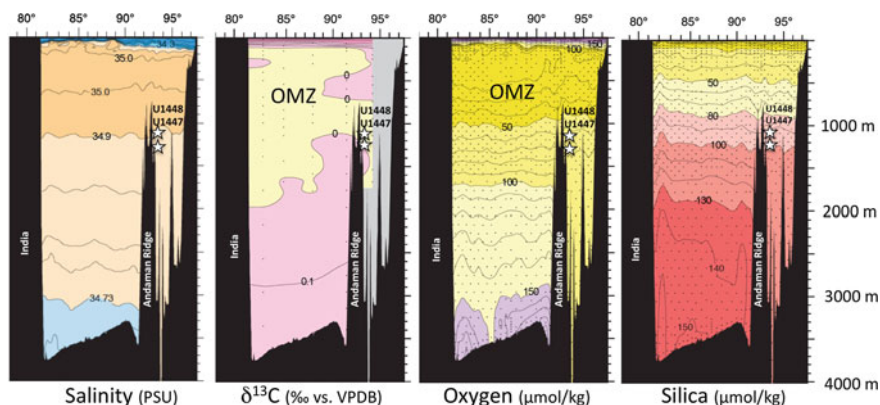 80° 85° 90° 95°
34.3
35.0
35.0
34.9
34.73
U1448
U1447
India
Andaman Ridge
Salinity (PSU)
80° 85° 90° 95°
0
0
0
0.1
OMZ
U1448
U1447
India
Andaman Ridge
δ¹³C (‰ vs. VPDB)
80° 85° 90° 95°
150
100
50
100
150
OMZ
U1448
U1447
India
Andaman Ridge
Oxygen (µmol/kg)
80° 85° 90° 95°
50
80
100
130
140
150
U1448
U1447
India
Andaman Ridge
Silica (µmol/kg)
1000 m
2000 m
3000 m
4000 m